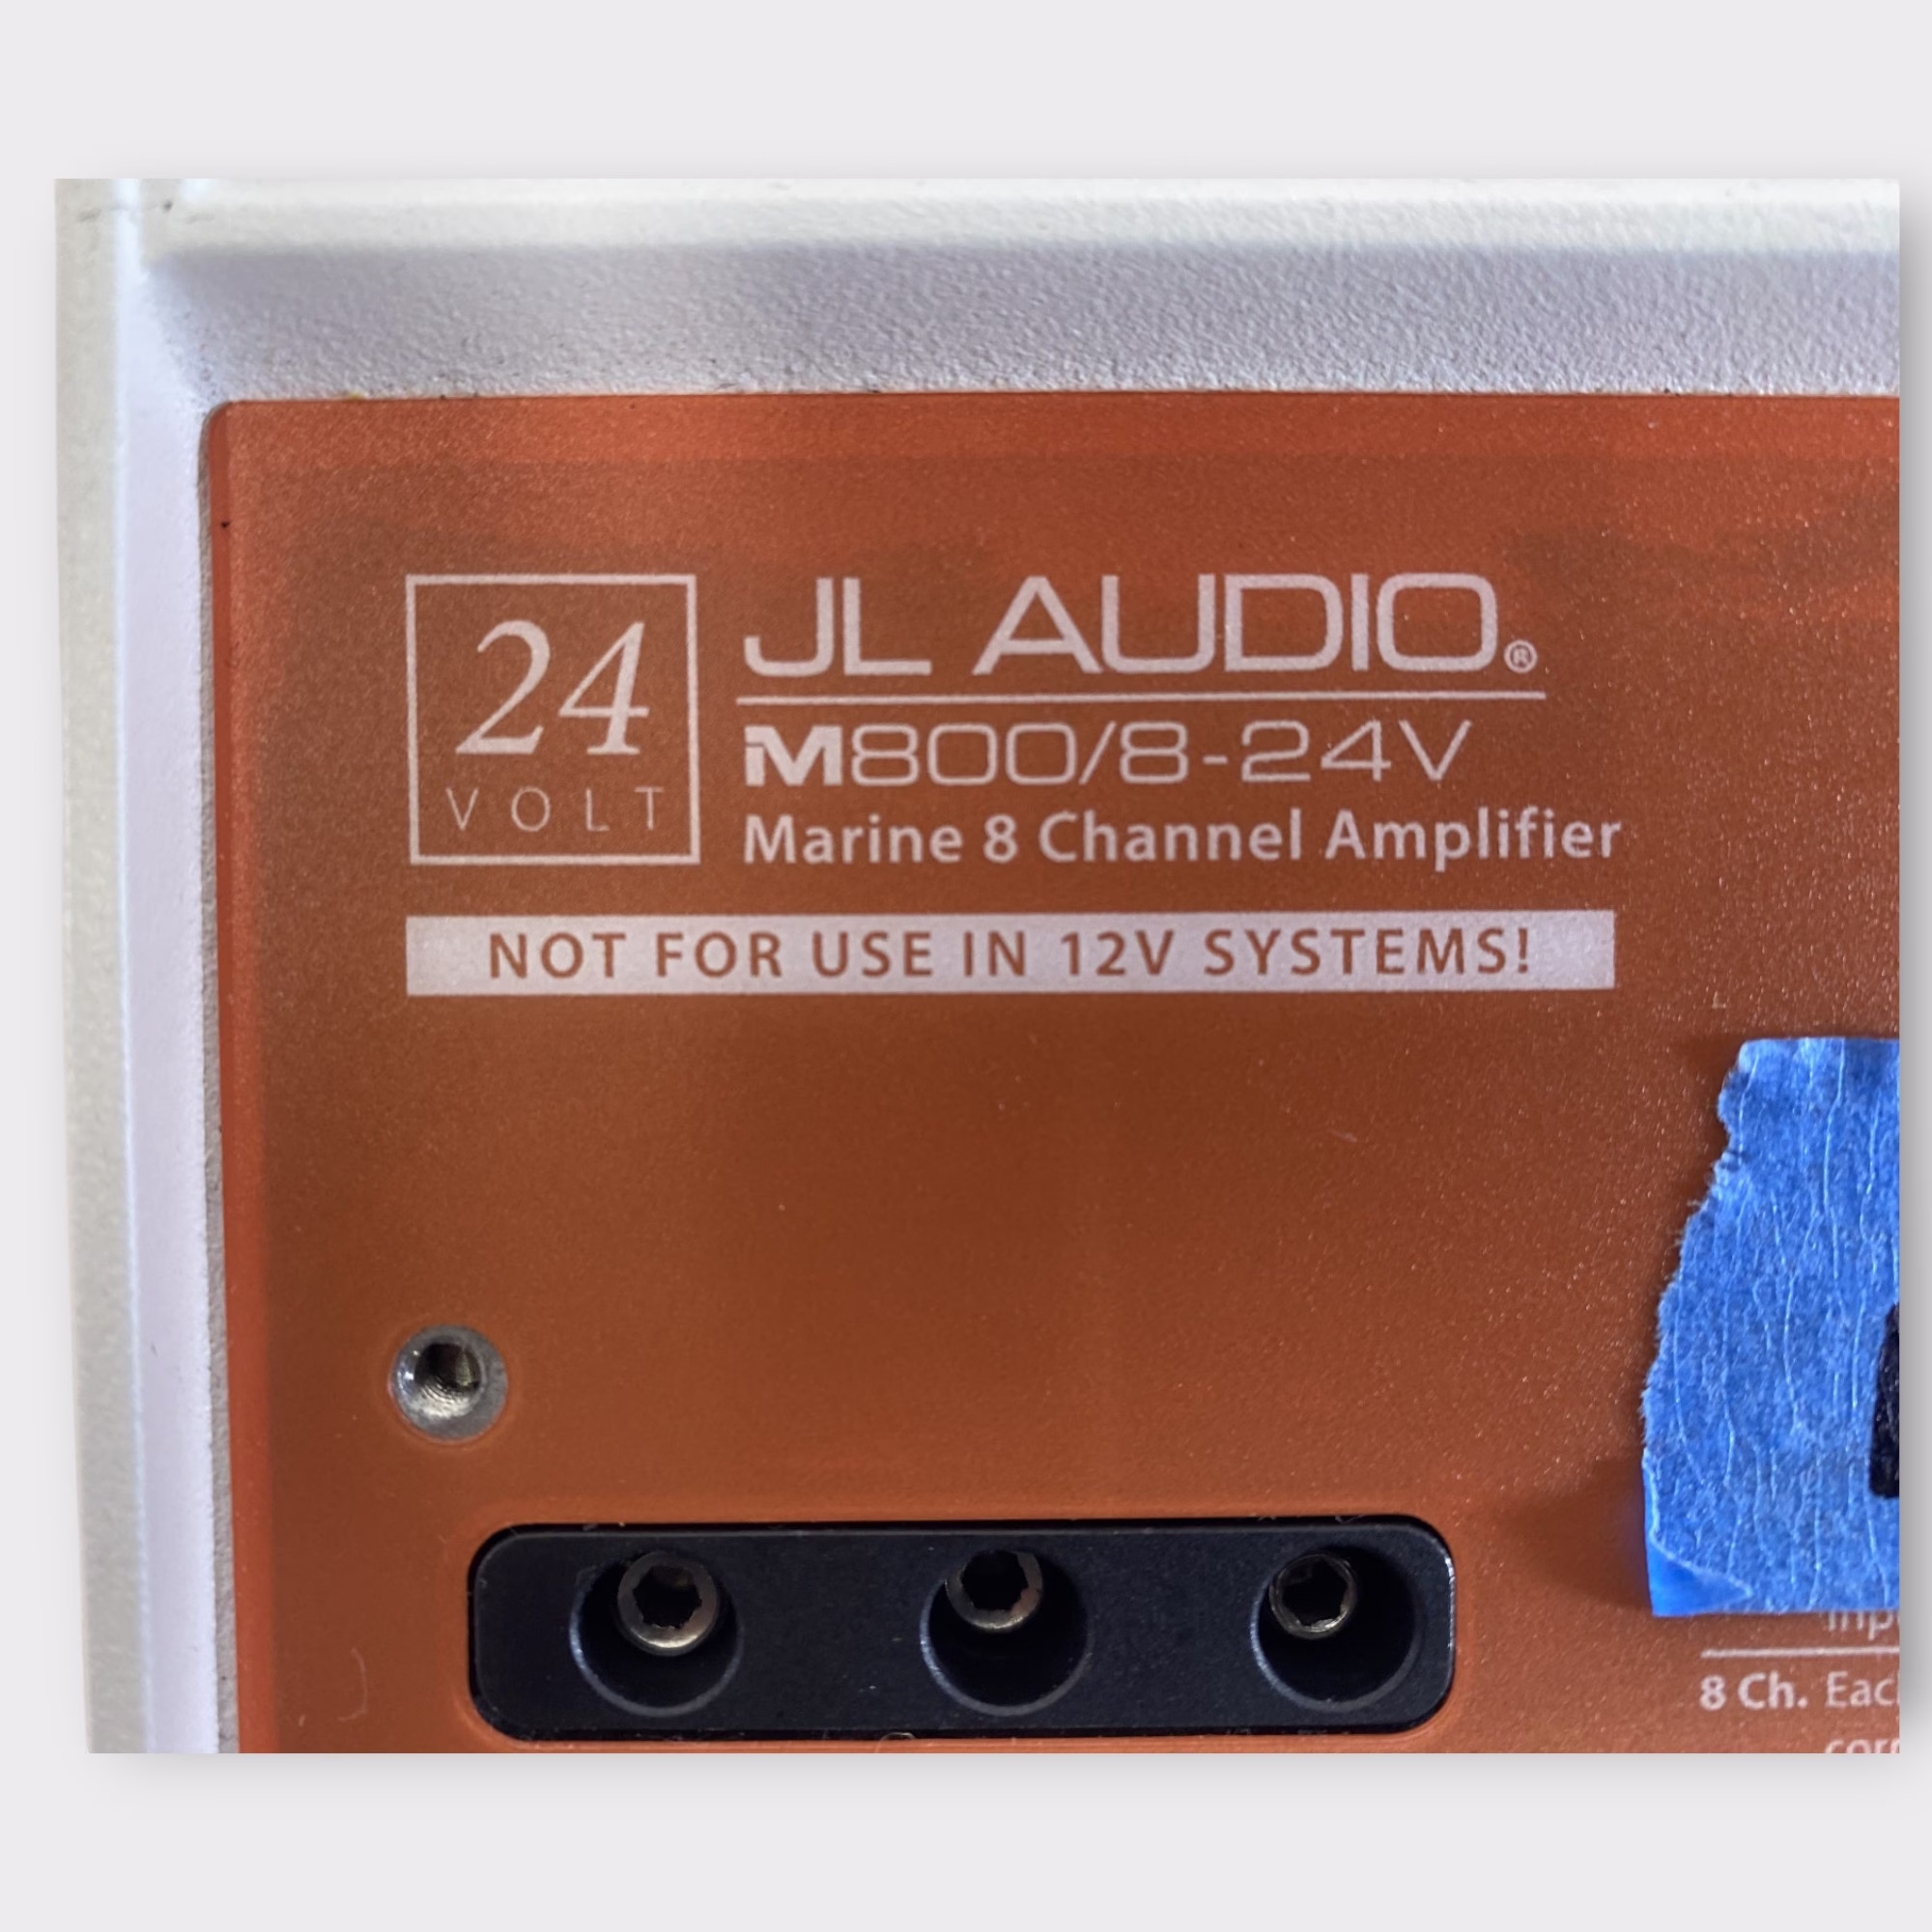 24
VOLT
JL AUDIO®
M800/8-24V
Marine 8 Channel Amplifier
NOT FOR USE IN 12V SYSTEMS!
8 Ch.